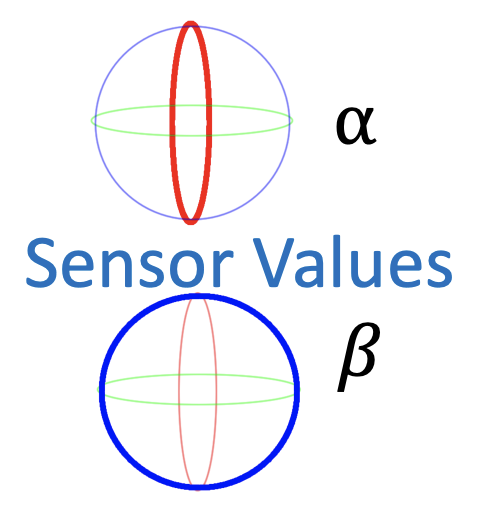 α
Sensor Values
β